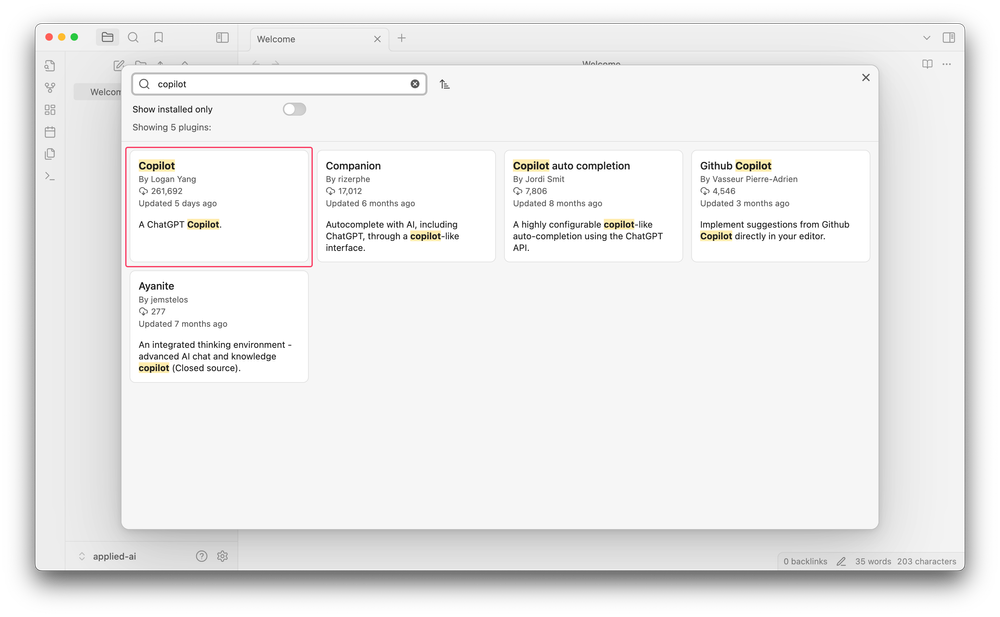 Welcome
Welcome
Welcom
copilot
Show installed only
Showing 5 plugins:
Copilot
By Logan Yang
261,692
Updated 5 days ago
A ChatGPT Copilot.
Companion
By rizerphe
17,012
Updated 6 months ago
Autocomplete with AI, including
ChatGPT, through a copilot-like
interface.
Copilot auto completion
By Jordi Smit
7,806
Updated 8 months ago
A highly configurable copilot-like
auto-completion using the ChatGPT
API.
Github Copilot
By Vasseur Pierre-Adrien
4,546
Updated 3 months ago
Implement suggestions from Github
Copilot directly in your editor.
Ayanite
By jemstelos
277
Updated 7 months ago
An integrated thinking environment -
advanced AI chat and knowledge
copilot (Closed source).
applied-ai
0 backlinks 35 words 203 characters